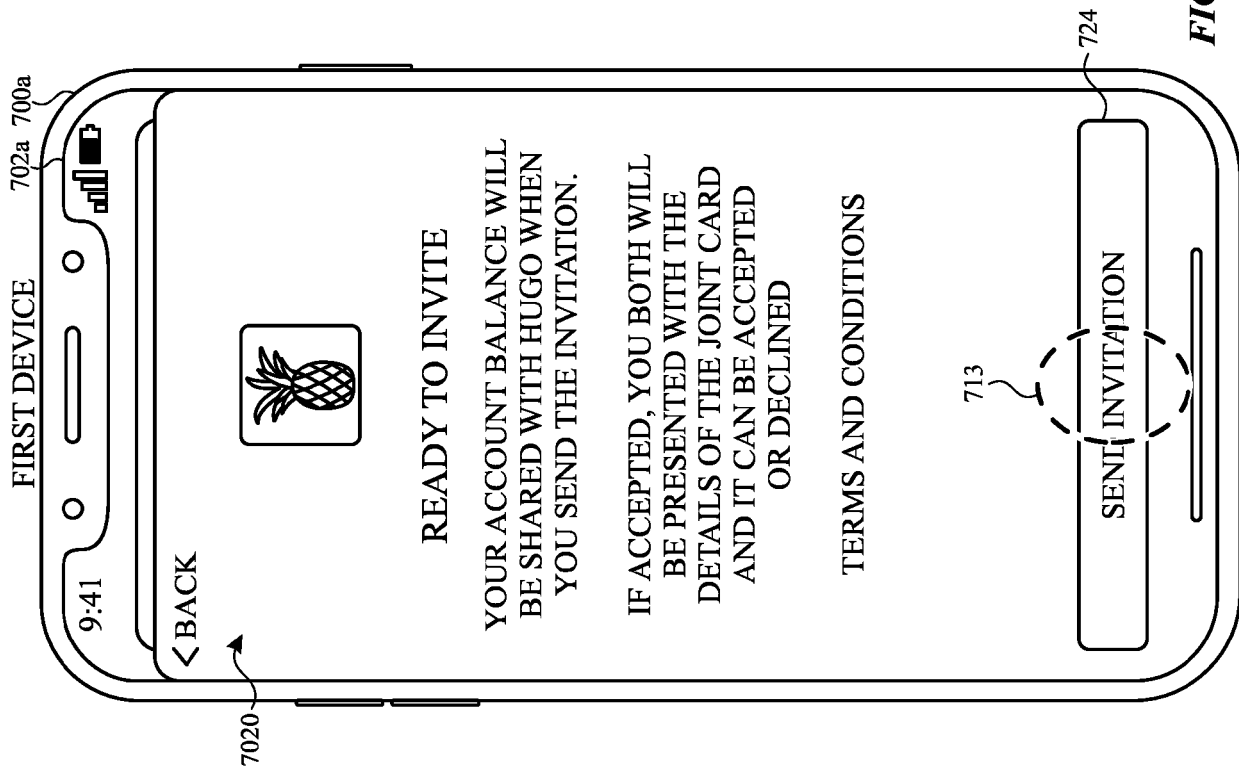 FIRST DEVICE
702a
700a
9:41
< BACK
7020
READY TO INVITE
YOUR ACCOUNT BALANCE WILL
BE SHARED WITH HUGO WHEN
YOU SEND THE INVITATION.
IF ACCEPTED, YOU BOTH WILL
BE PRESENTED WITH THE
DETAILS OF THE JOINT CARD
AND IT CAN BE ACCEPTED
OR DECLINED
TERMS AND CONDITIONS
713
SEND INVITATION
724
FIG